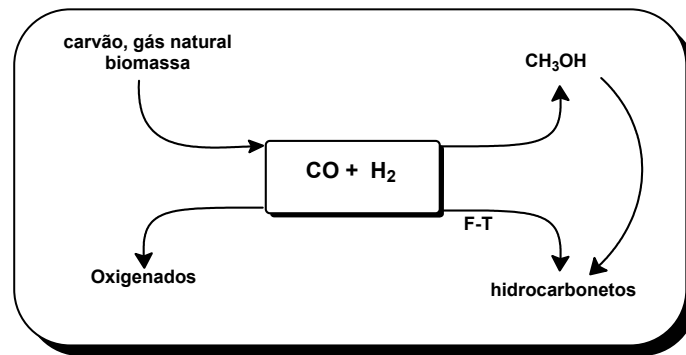 carvão, gás natural
biomassa
CH₃OH
CO + H₂
F-T
Oxigenados
hidrocarbonetos